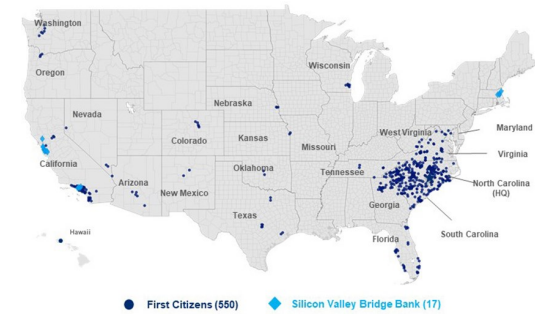 Washington
Oregon
Wisconsin
Nevada
Nebraska
Colorado
Kansas
Missouri
West Virginia
Maryland
Virginia
California
Arizona
New Mexico
Oklahoma
Tennessee
North Carolina
(HQ)
Texas
Georgia
South Carolina
Florida
Hawaii
First Citizens (550)
Silicon Valley Bridge Bank (17)